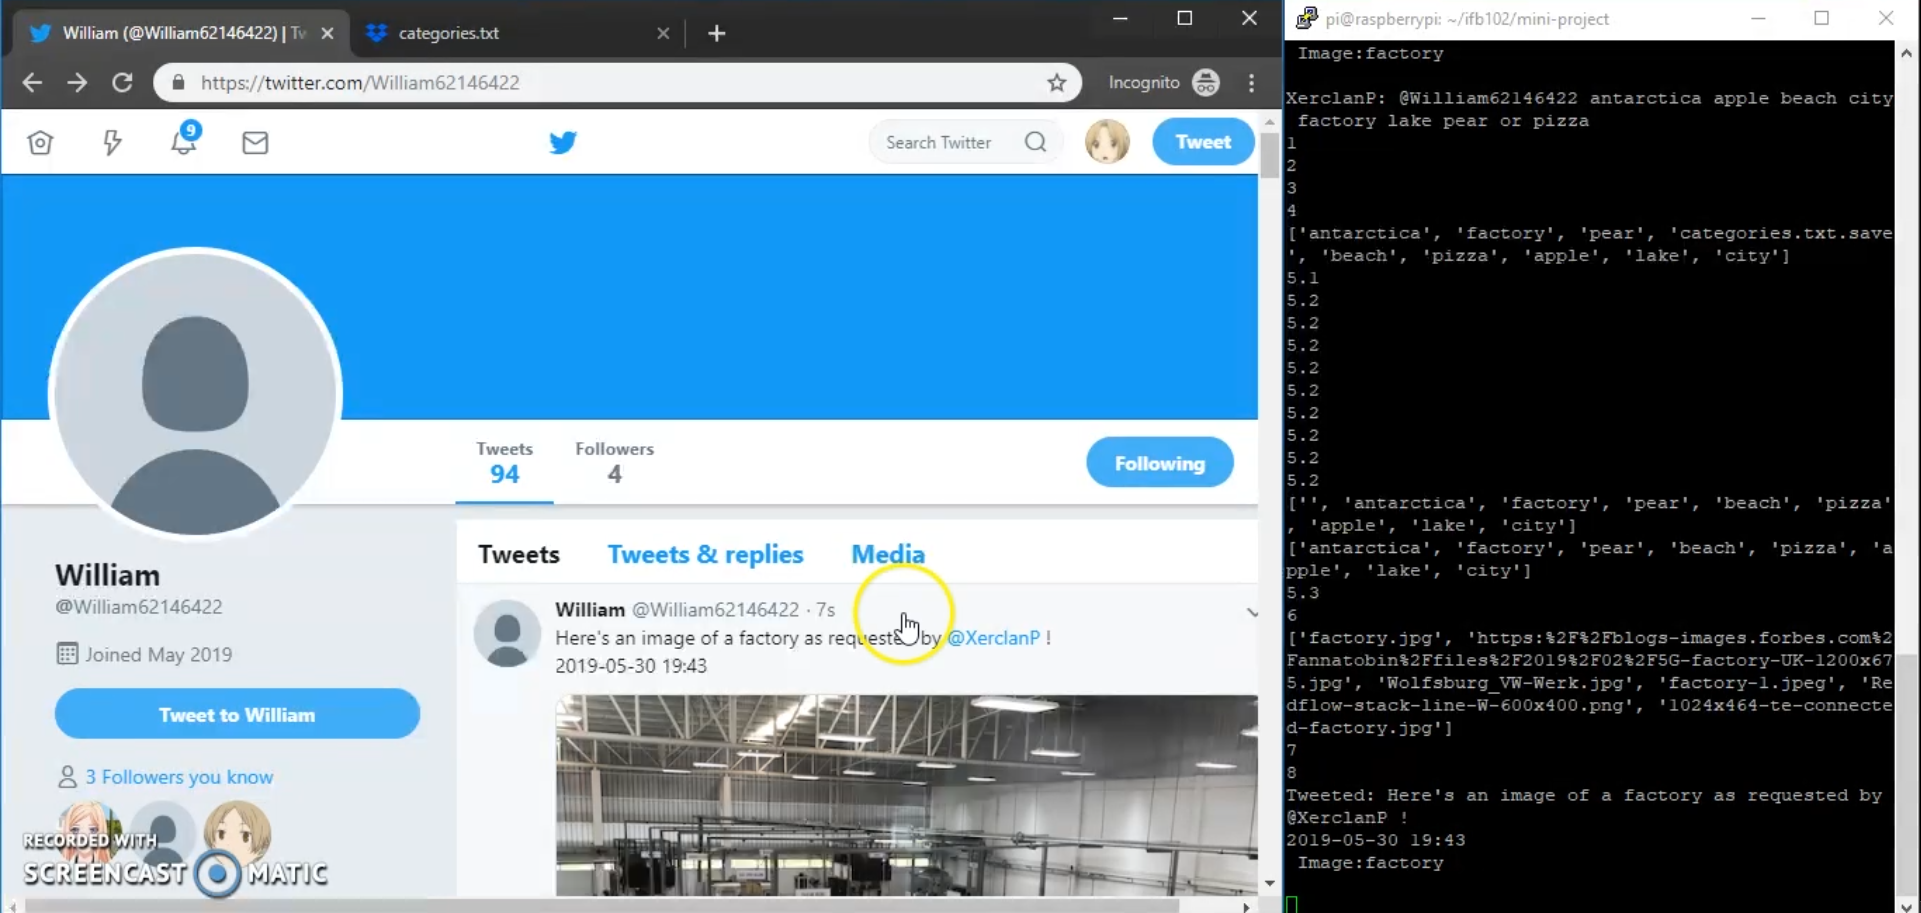 William (@William62146422) | Tw
categories.txt
https://twitter.com/William62146422
Incognito
9
Search Twitter
Tweet
Tweets
94
Followers
4
Following
William
@William62146422
Joined May 2019
Tweet to William
3 Followers you know
Tweets
Tweets & replies
Media
William @William62146422 · 7s
Here's an image of a factory as requested by @XerclanP !
2019-05-30 19:43
RECORDED WITH
SCREENCAST MATIC
pi@raspberrypi: ~/ifb102/mini-project
Image:factory
XerclanP: @William62146422 antarctica apple beach city
factory lake pear or pizza
1
2
3
4
['antarctica', 'factory', 'pear', 'categories.txt.save
', 'beach', 'pizza', 'apple', 'lake', 'city']
5.1
5.2
5.2
5.2
5.2
5.2
5.2
5.2
5.2
5.2
['', 'antarctica', 'factory', 'pear', 'beach', 'pizza'
, 'apple', 'lake', 'city']
['antarctica', 'factory', 'pear', 'beach', 'pizza', 'a
pple', 'lake', 'city']
5.3
6
['factory.jpg', 'https:%2F%2Fblogs-images.forbes.com%2
Fannatobin%2Ffiles%2F2019%2F02%2F5G-factory-UK-1200x67
5.jpg', 'Wolfsburg_VW-Werk.jpg', 'factory-1.jpeg', 'Re
dflow-stack-line-W-600x400.png', '1024x464-te-connecte
d-factory.jpg']
7
8
Tweeted: Here's an image of a factory as requested by
@XerclanP !
2019-05-30 19:43
Image:factory